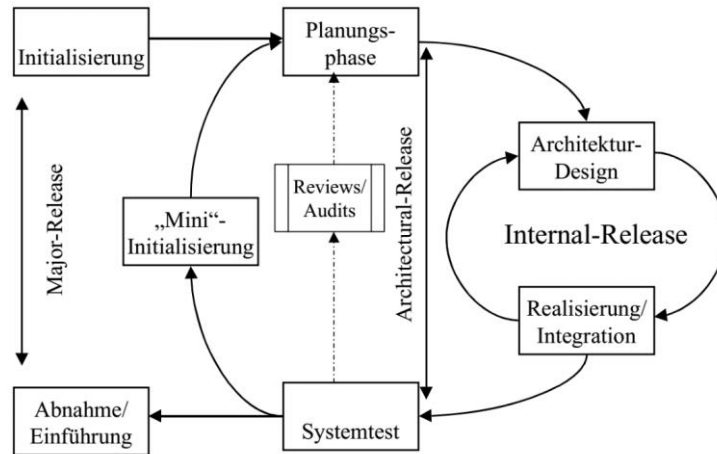 Initialisierung
Planungs-
phase
Architektur-
Design
Reviews/
Audits
„Mini“-
Initialisierung
Major-Release
Architectural-Release
Internal-Release
Realisierung/
Integration
Abnahme/
Einführung
Systemtest